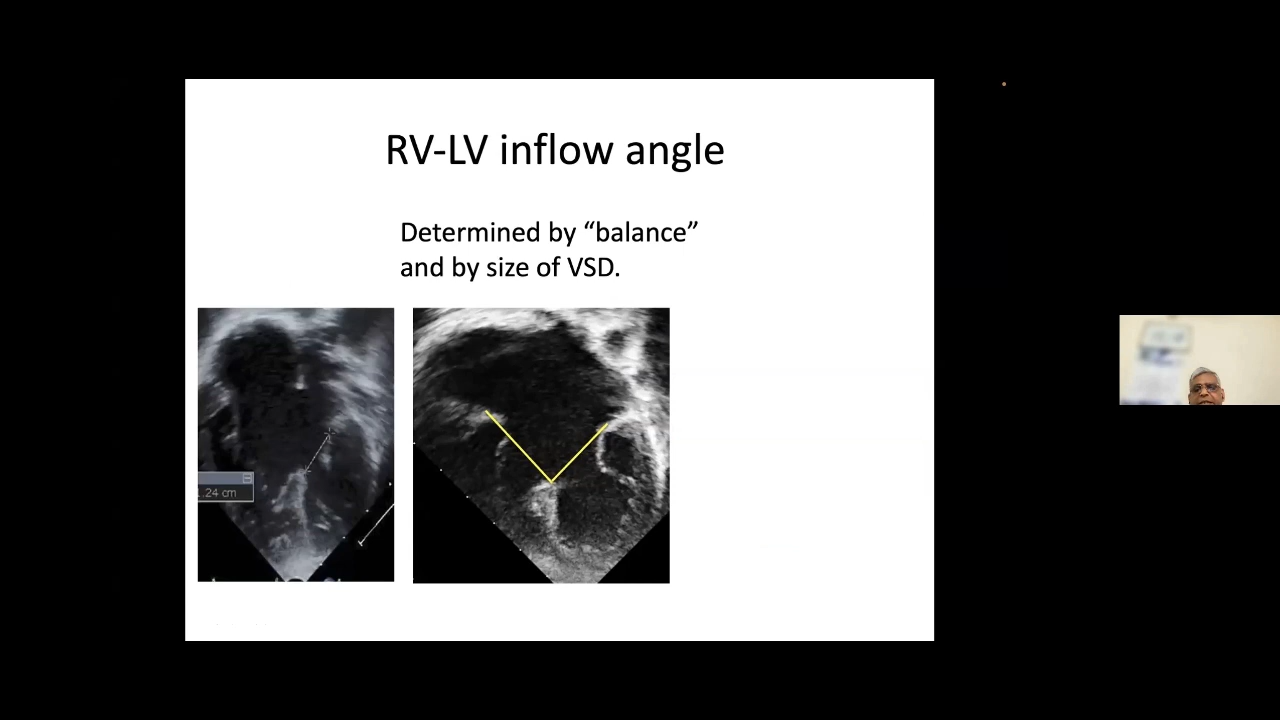 RV-LV inflow angle
Determined by “balance”
and by size of VSD.
.24 cm